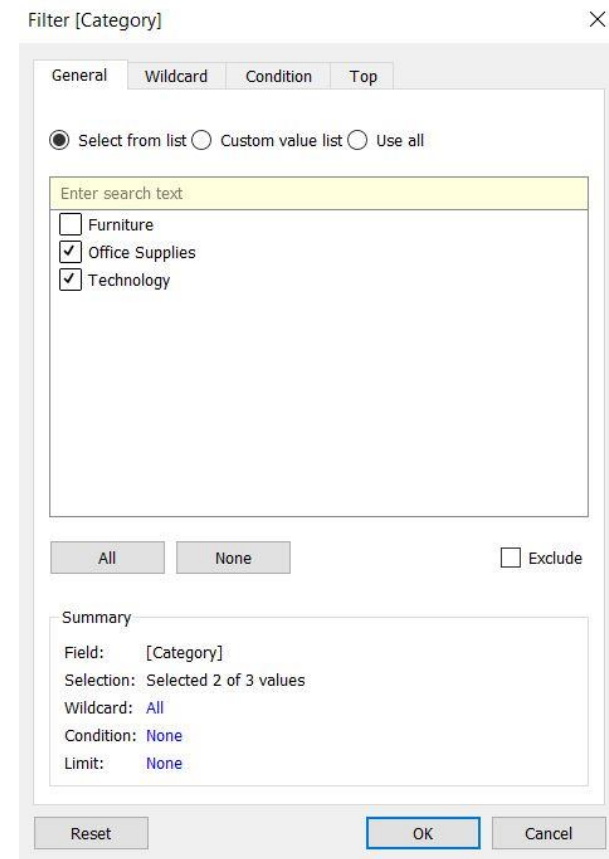 Filter [Category]
General Wildcard Condition Top
Select from list Custom value list Use all
Enter search text
Furniture
Office Supplies
Technology
All None Exclude
Summary
Field: [Category]
Selection: Selected 2 of 3 values
Wildcard: All
Condition: None
Limit: None
Reset OK Cancel